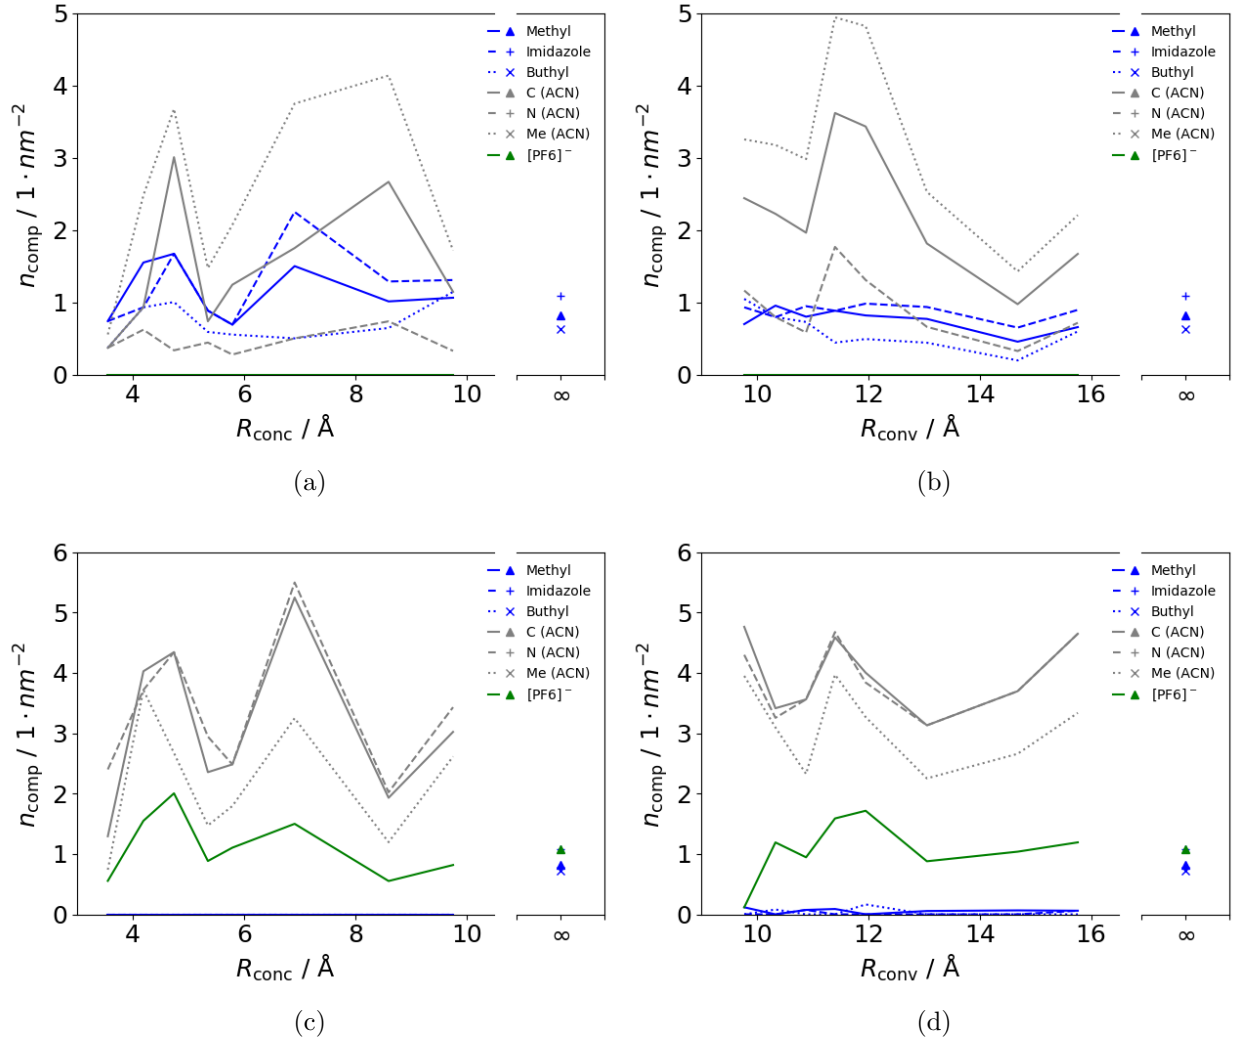 5
4
3
2
1
0
n_comp / 1 · nm⁻²
4
6
8
10
∞
R_conc / Å
Methyl
Imidazole
Buthyl
C (ACN)
N (ACN)
Me (ACN)
[PF6]⁻
(a)
5
4
3
2
1
0
n_comp / 1 · nm⁻²
10
12
14
16
∞
R_conv / Å
Methyl
Imidazole
Buthyl
C (ACN)
N (ACN)
Me (ACN)
[PF6]⁻
(b)
6
5
4
3
2
1
0
n_comp / 1 · nm⁻²
4
6
8
10
∞
R_conc / Å
Methyl
Imidazole
Buthyl
C (ACN)
N (ACN)
Me (ACN)
[PF6]⁻
(c)
6
5
4
3
2
1
0
n_comp / 1 · nm⁻²
10
12
14
16
∞
R_conv / Å
Methyl
Imidazole
Buthyl
C (ACN)
N (ACN)
Me (ACN)
[PF6]⁻
(d)